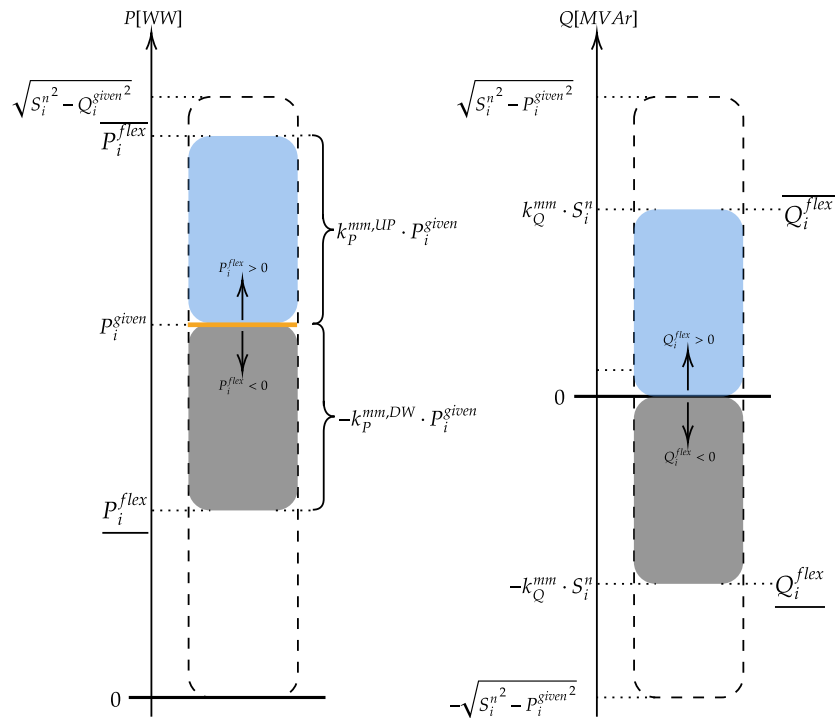 P[WW]
√(S_i^n² − Q_i^given²)
\overline{P_i^flex}
k_P^mm,UP · P_i^given
P_i^flex > 0
P_i^given
P_i^flex < 0
−k_P^mm,DW · P_i^given
\underline{P_i^flex}
0
Q[MVAr]
√(S_i^n² − P_i^given²)
k_Q^mm · S_i^n
\overline{Q_i^flex}
Q_i^flex > 0
0
Q_i^flex < 0
−k_Q^mm · S_i^n
\underline{Q_i^flex}
−√(S_i^n² − P_i^given²)